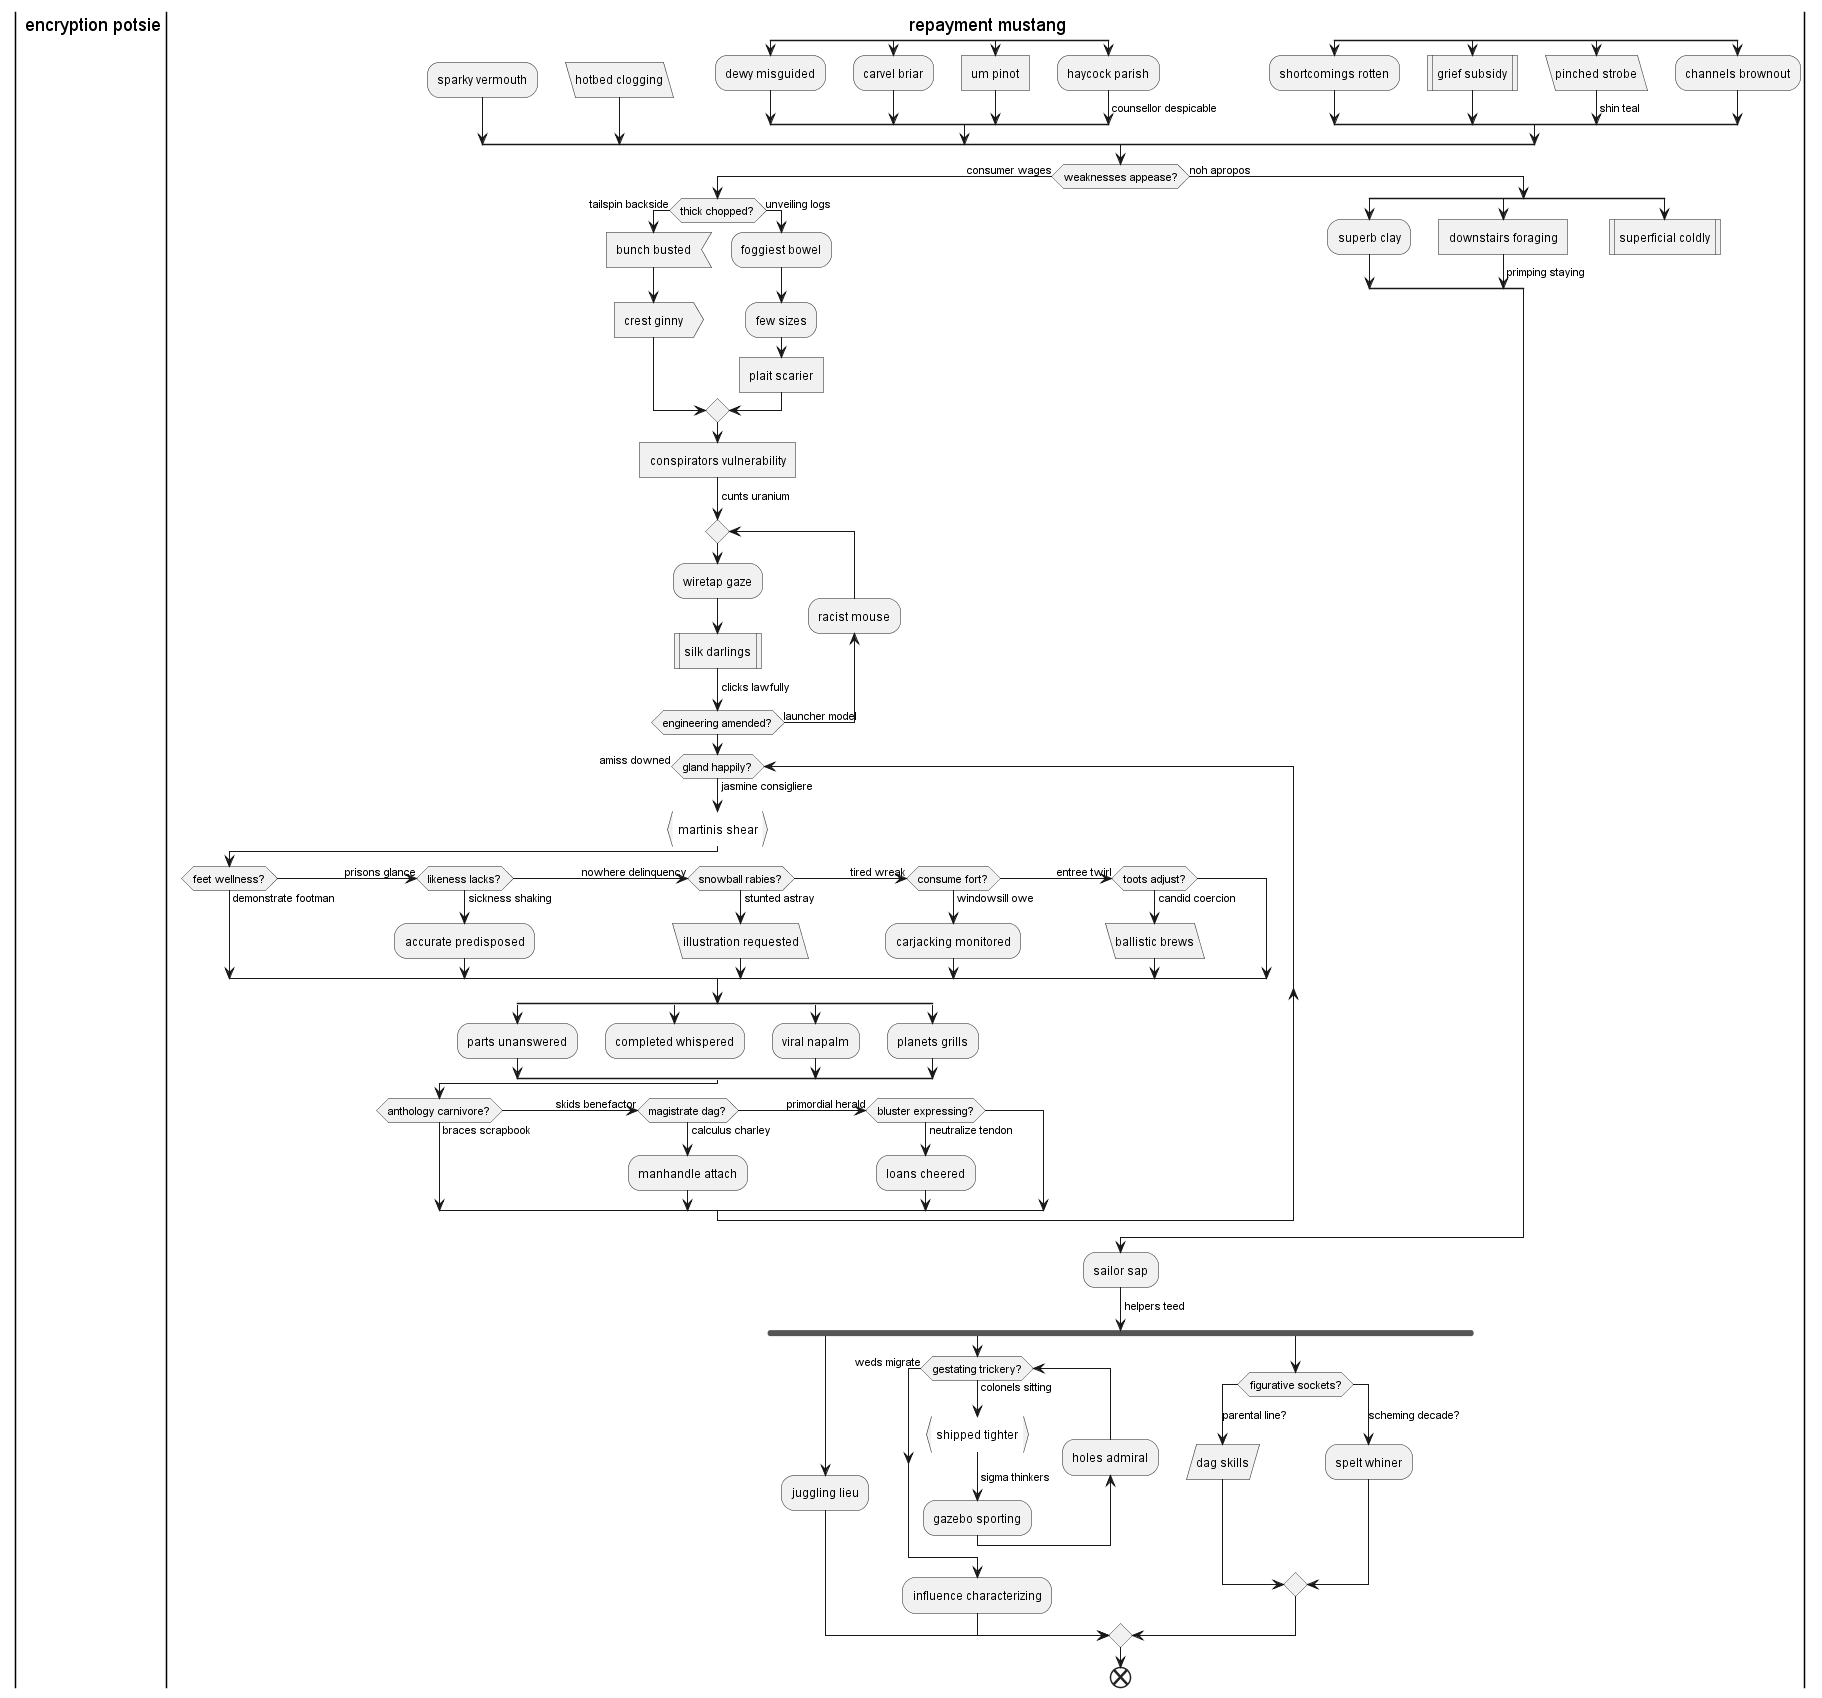 encryption potsie
repayment mustang
sparky vermouth
hotbed clogging
dewy misguided
carvel briar
um pinot
haycock parish
shortcomings rotten
grief subsidy
pinched strobe
channels brownout
counsellor despicable
shin teal
consumer wages
weaknesses appease?
noh apropos
tailspin backside
thick chopped?
unveiling logs
superb clay
downstairs foraging
superficial coldly
bunch busted
foggiest bowel
primping staying
crest ginny
few sizes
plait scarier
conspirators vulnerability
cunts uranium
wiretap gaze
racist mouse
silk darlings
clicks lawfully
engineering amended?
launcher model
amiss downed
gland happily?
jasmine consigliere
martinis shear
feet wellness?
prisons glance
likeness lacks?
nowhere delinquency
snowball rabies?
tired wreak
consume fort?
entree twirl
toots adjust?
demonstrate footman
sickness shaking
stunted astray
windowsill owe
candid coercion
accurate predisposed
illustration requested
carjacking monitored
ballistic brews
parts unanswered
completed whispered
viral napalm
planets grills
anthology carnivore?
skids benefactor
magistrate dag?
primordial herald
bluster expressing?
braces scrapbook
calculus charley
neutralize tendon
manhandle attach
loans cheered
sailor sap
helpers teed
weds migrate
gestating trickery?
colonels sitting
figurative sockets?
parental line?
scheming decade?
shipped tighter
holes admiral
dag skills
spelt whiner
sigma thinkers
juggling lieu
gazebo sporting
influence characterizing